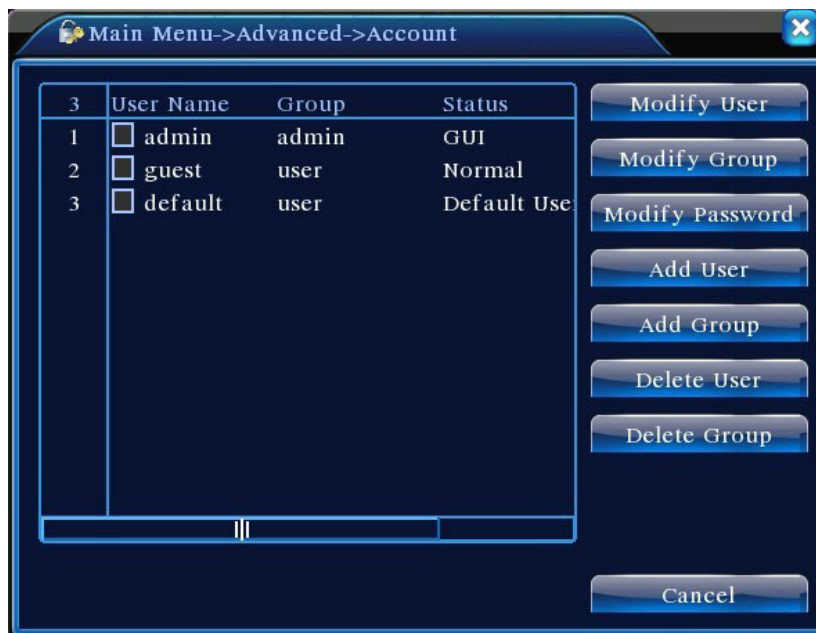 Main Menu->Advanced->Account
3 User Name Group Status
1 admin admin GUI
2 guest user Normal
3 default user Default Use
Modify User
Modify Group
Modify Password
Add User
Add Group
Delete User
Delete Group
Cancel